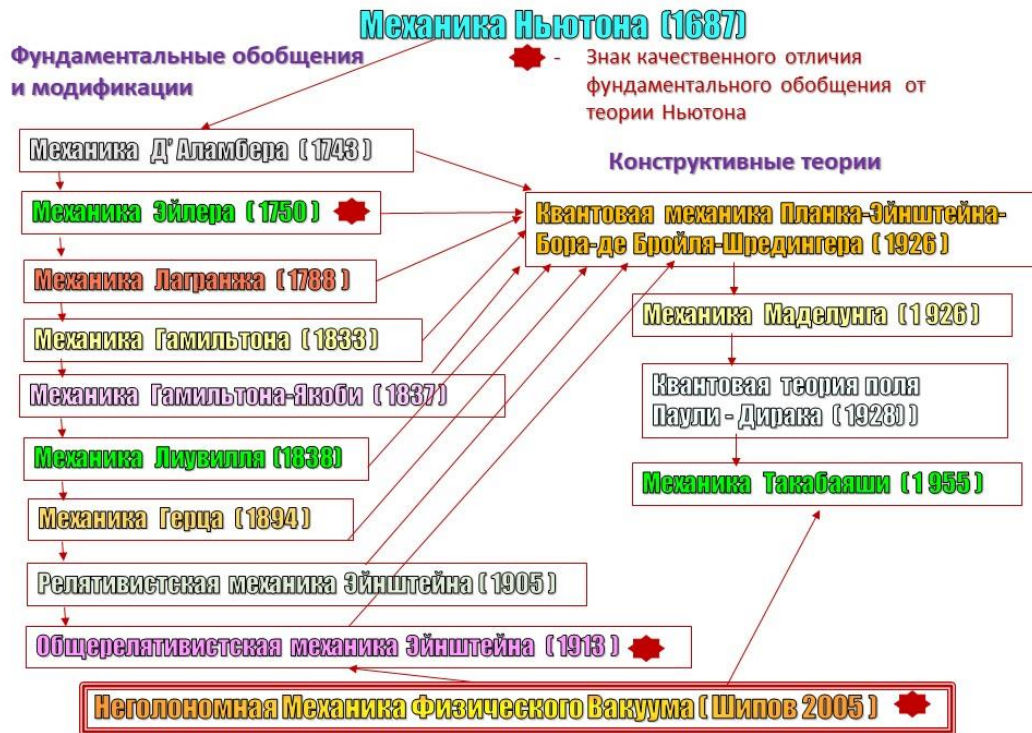 Механика Ньютона (1687)
Фундаментальные обобщения
и модификации
- Знак качественного отличия
фундаментального обобщения от
теории Ньютона
Механика Д'Аламбера (1743)
Конструктивные теории
Механика Эйлера (1750)
Квантовая механика Планка-Эйнштейна-
Бора-де Бройля-Шредингера (1926)
Механика Лагранжа (1788)
Механика Маделунга (1926)
Механика Гамильтона (1833)
Механика Гамильтона-Якоби (1837)
Квантовая теория поля
Паули - Дирака (1928))
Механика Лиувилля (1838)
Механика Такабаяши (1955)
Механика Герца (1894)
Релятивистская механика Эйнштейна (1905)
Общерелятивистская механика Эйнштейна (1913)
Неголономная Механика Физического Вакуума (Шипов 2005)